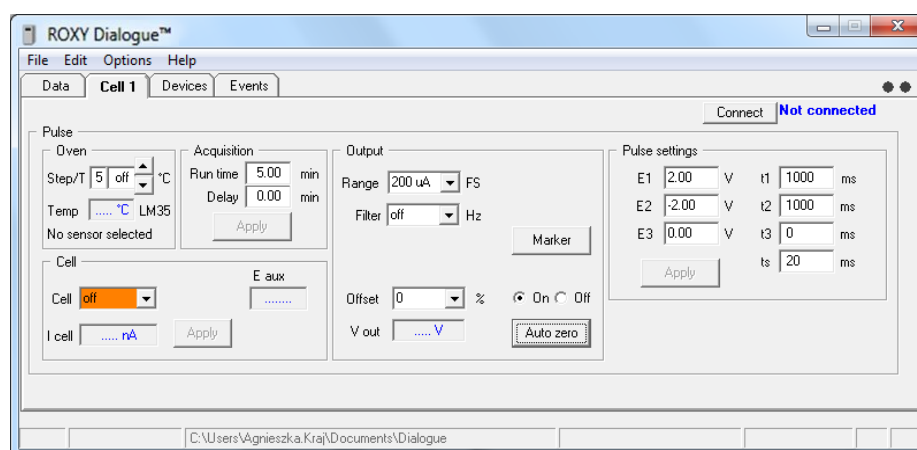 ROXY Dialogue™
File Edit Options Help
Data Cell 1 Devices Events
Connect Not connected
Pulse
Oven
Step/T 5 off °C
Temp ..... °C LM35
No sensor selected
Acquisition
Run time 5.00 min
Delay 0.00 min
Apply
Cell
E aux
Cell off ........
I cell ..... nA Apply
Output
Range 200 uA FS
Filter off Hz
Marker
Offset 0 % On Off
V out ..... V Auto zero
Pulse settings
E1 2.00 V t1 1000 ms
E2 -2.00 V t2 1000 ms
E3 0.00 V t3 0 ms
ts 20 ms
Apply
C:\Users\Agnieszka.Kraj\Documents\Dialogue